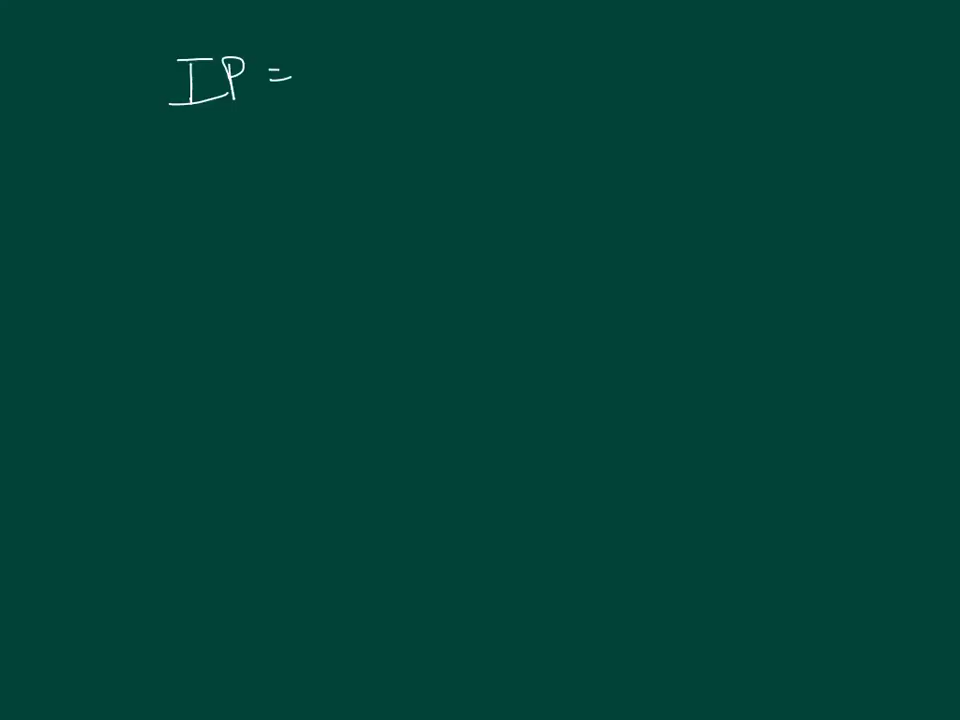 IP =